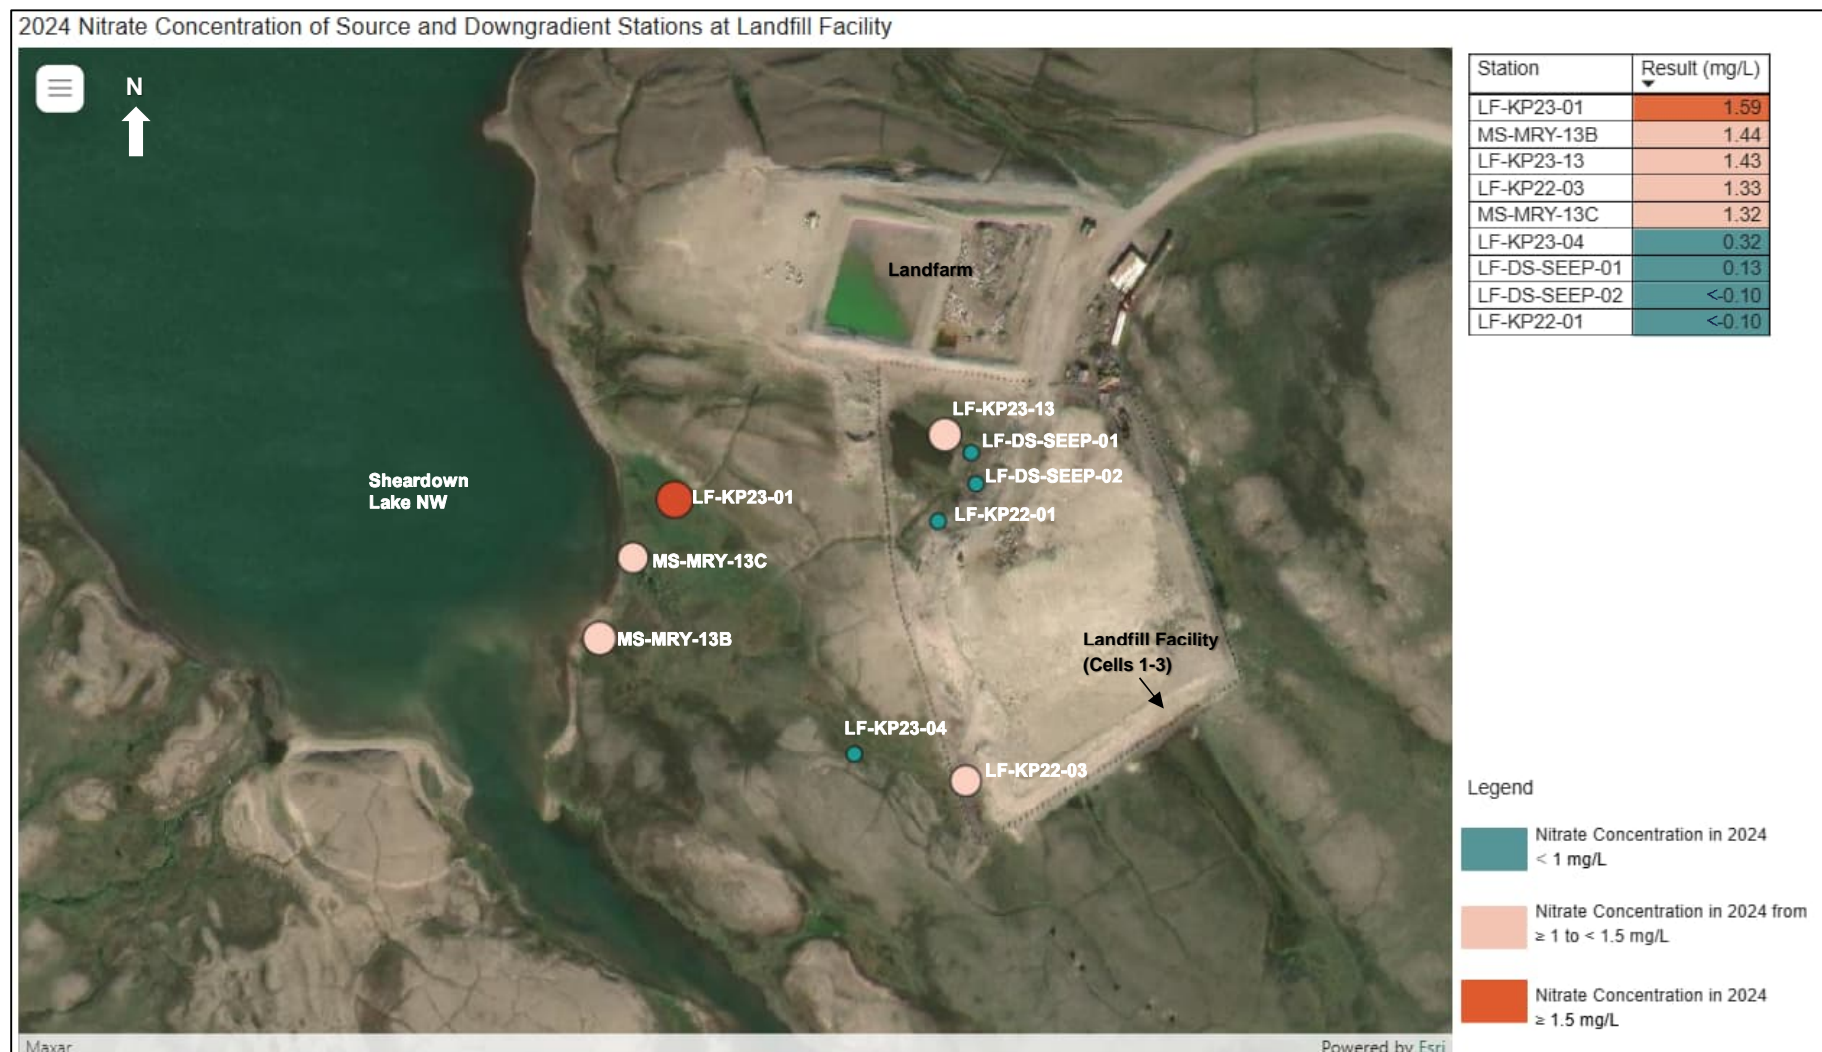 2024 Nitrate Concentration of Source and Downgradient Stations at Landfill Facility
N
Station Result (mg/L)
LF-KP23-01 1.59
MS-MRY-13B 1.44
LF-KP23-13 1.43
LF-KP22-03 1.33
MS-MRY-13C 1.32
LF-KP23-04 0.32
LF-DS-SEEP-01 0.13
LF-DS-SEEP-02 <-0.10
LF-KP22-01 <-0.10
Landfarm
LF-KP23-13
LF-DS-SEEP-01
LF-DS-SEEP-02
LF-KP22-01
Sheardown
Lake NW
LF-KP23-01
MS-MRY-13C
MS-MRY-13B
Landfill Facility
(Cells 1-3)
LF-KP23-04
LF-KP22-03
Legend
Nitrate Concentration in 2024
< 1 mg/L
Nitrate Concentration in 2024 from
≥ 1 to < 1.5 mg/L
Nitrate Concentration in 2024
≥ 1.5 mg/L
Maxar
Powered by Esri